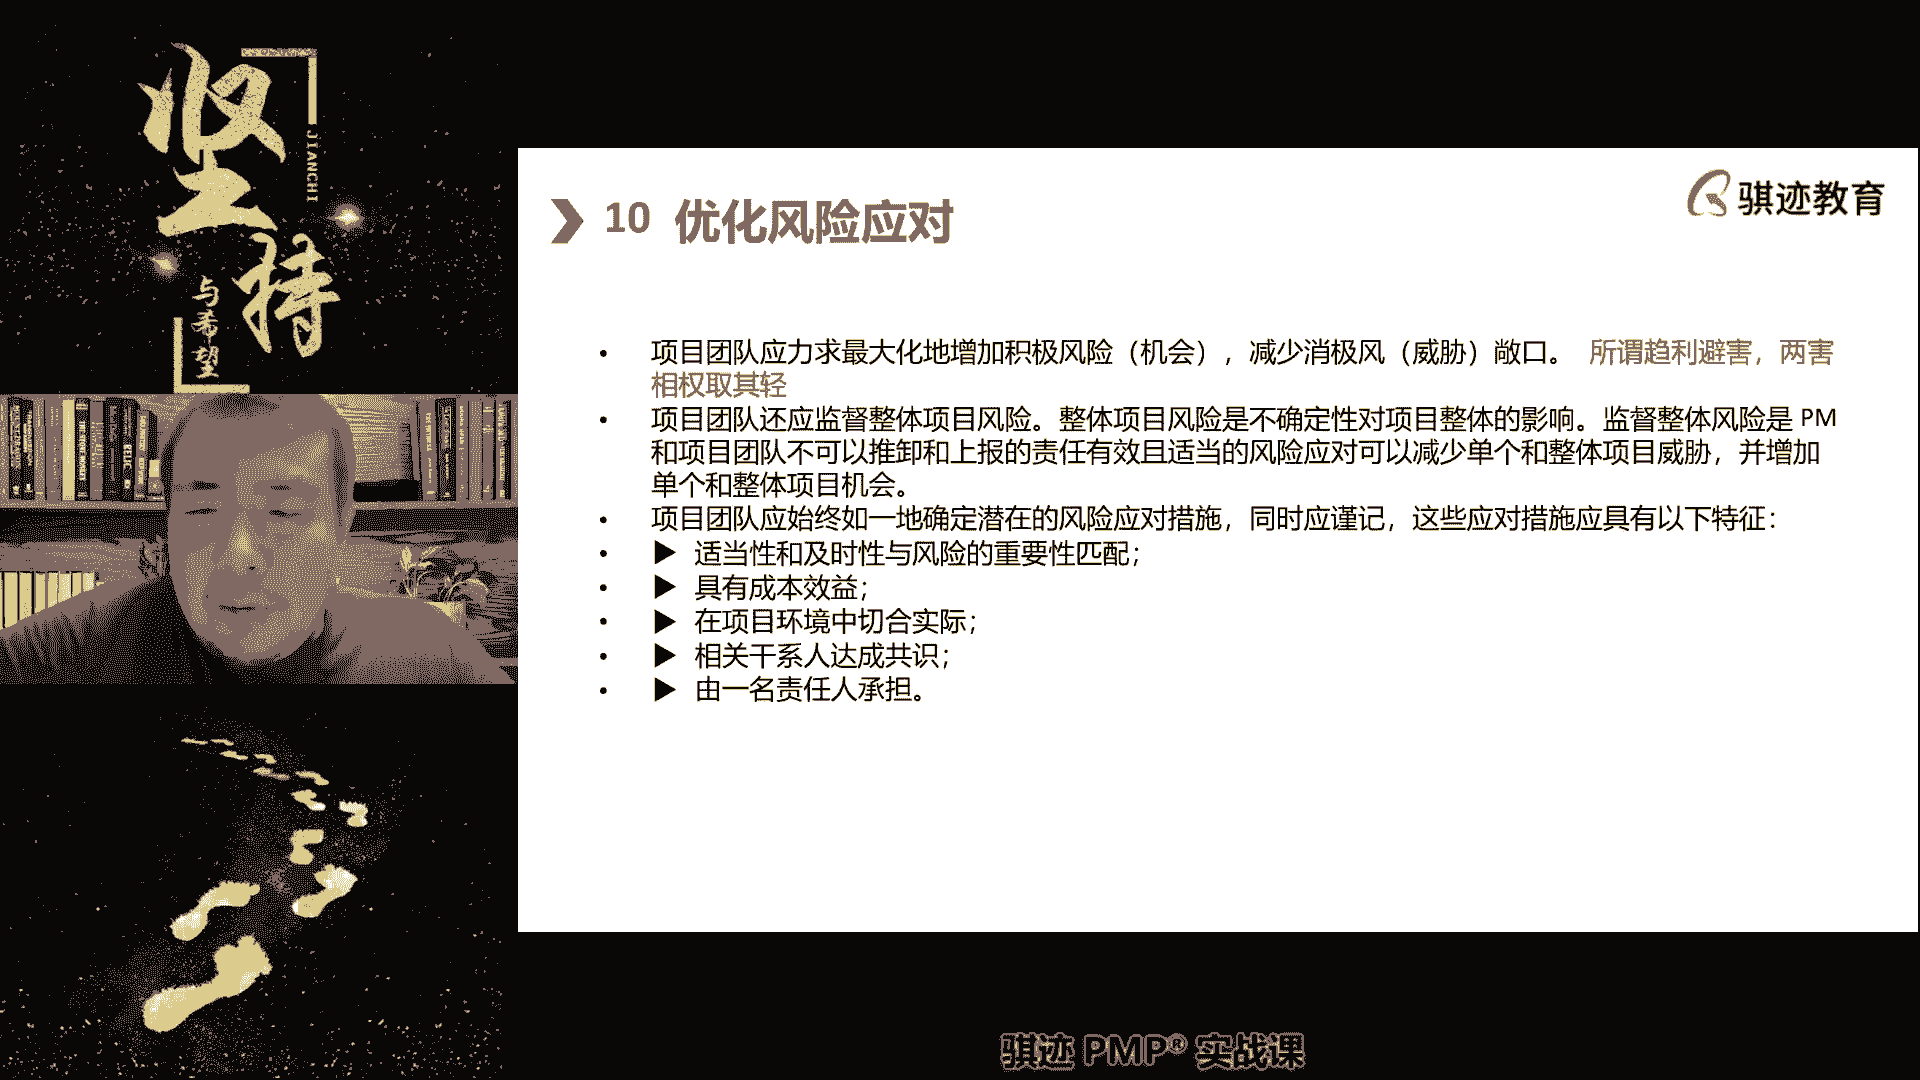 坚持
JIANCHI
与希望
骐迹教育
10 优化风险应对
• 项目团队应力求最大化地增加积极风险（机会），减少消极风（威胁）敞口。 所谓趋利避害，两害
相权取其轻
• 项目团队还应监督整体项目风险。整体项目风险是不确定性对项目整体的影响。监督整体风险是 PM
和项目团队不可以推卸和上报的责任有效且适当的风险应对可以减少单个和整体项目威胁，并增加
单个和整体项目机会。
• 项目团队应始终如一地确定潜在的风险应对措施，同时应谨记，这些应对措施应具有以下特征：
• ▶ 适当性和及时性与风险的重要性匹配；
• ▶ 具有成本效益；
• ▶ 在项目环境中切合实际；
• ▶ 相关干系人达成共识；
• ▶ 由一名责任人承担。
骐迹 PMP® 实战课